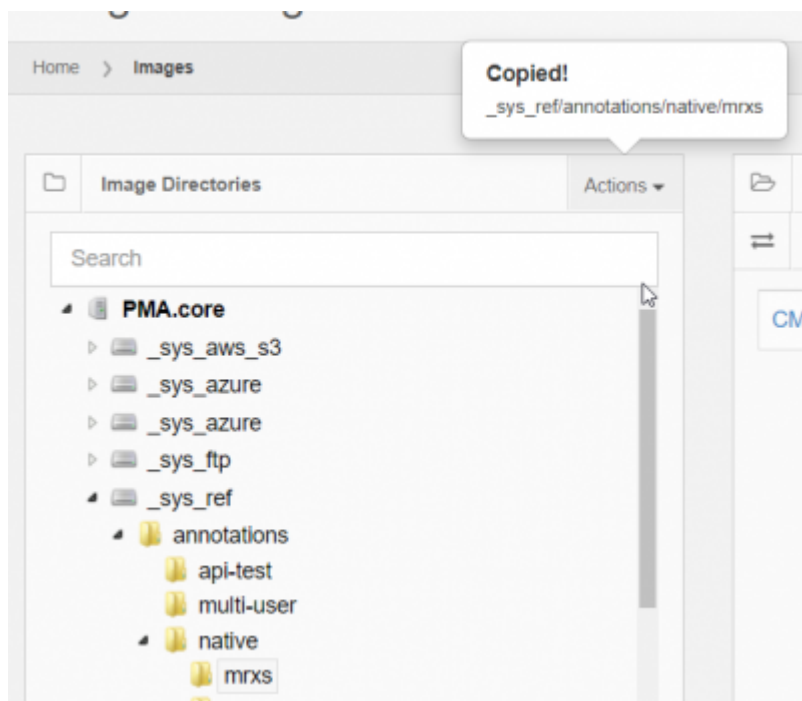 Home > Images
Copied!
_sys_ref/annotations/native/mrxs
Image Directories
Actions
Search
PMA.core
_sys_aws_s3
_sys_azure
_sys_azure
_sys_ftp
_sys_ref
annotations
api-test
multi-user
native
mrxs
CM